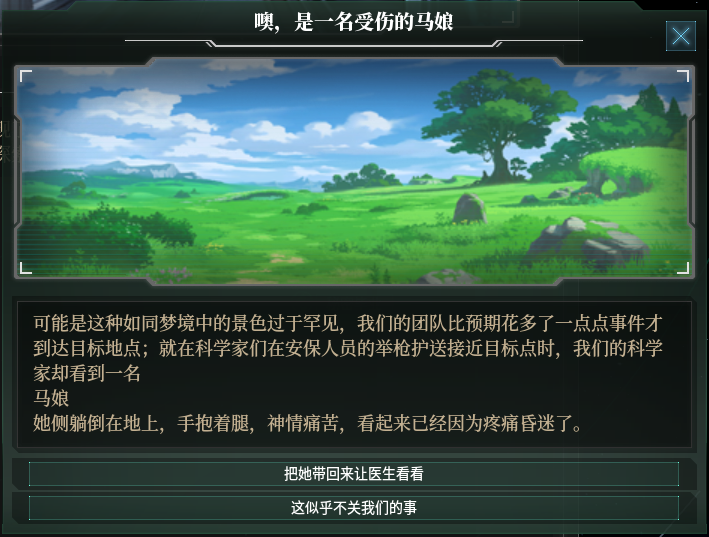 噢，是一名受伤的马娘
可能是这种如同梦境中的景色过于罕见，我们的团队比预期花多了一点点事件才
到达目标地点；就在科学家们在安保人员的举枪护送接近目标点时，我们的科学
家却看到一名
马娘
她侧躺倒在地上，手抱着腿，神情痛苦，看起来已经因为疼痛昏迷了。
把她带回来让医生看看
这似乎不关我们的事